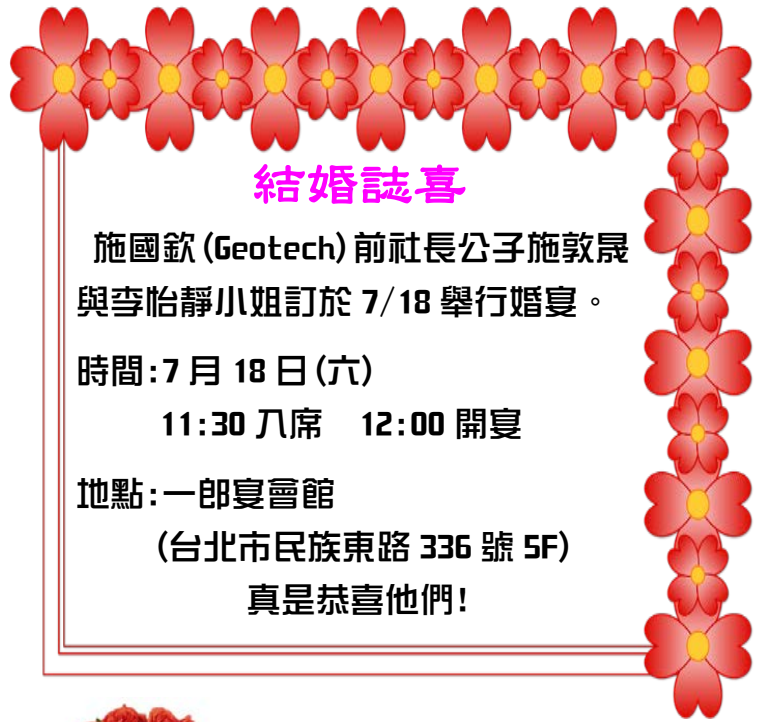 結婚誌喜
施國欽(Geotech)前社長公子施敦晟
與李怡靜小姐訂於 7/18 舉行婚宴。
時間:7 月 18 日(六)
11:30 入席 12:00 開宴
地點:一郎宴會館
(台北市民族東路 336 號 5F)
真是恭喜他們!